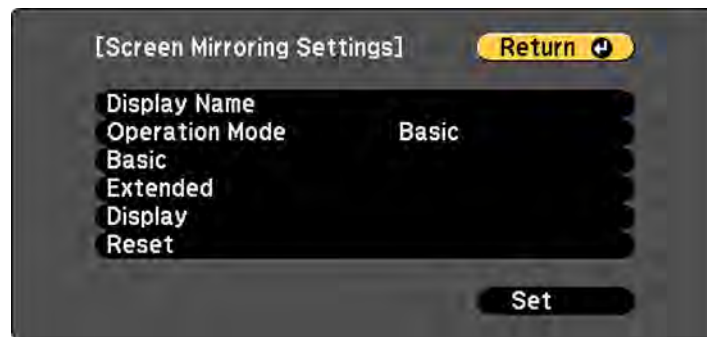 [Screen Mirroring Settings] Return
Display Name
Operation Mode Basic
Basic
Extended
Display
Reset
Set